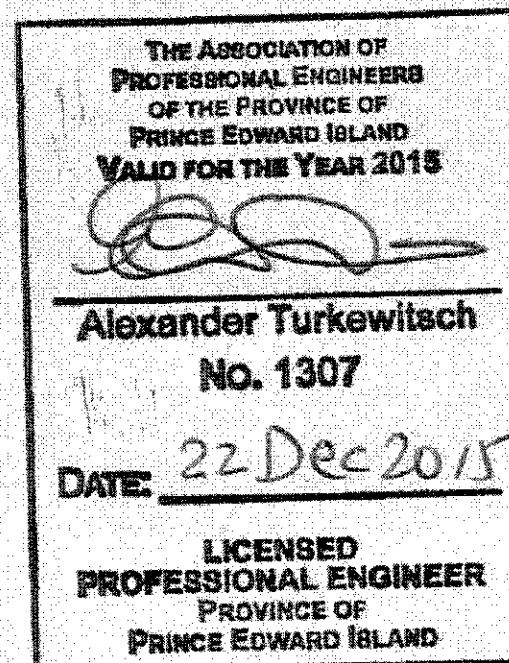 THE ASSOCIATION OF
PROFESSIONAL ENGINEERS
OF THE PROVINCE OF
PRINCE EDWARD ISLAND
VALID FOR THE YEAR 2015
Alexander Turkewitsch
No. 1307
DATE: 22 Dec 2015
LICENSED
PROFESSIONAL ENGINEER
PROVINCE OF
PRINCE EDWARD ISLAND